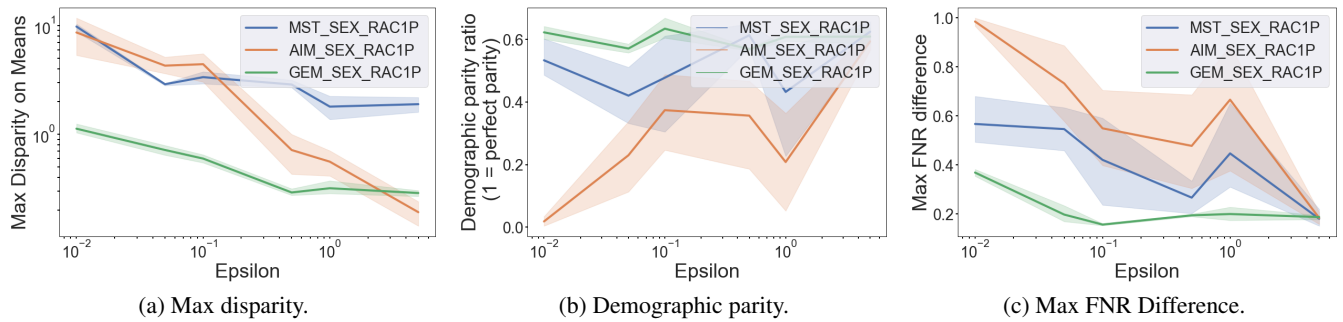 Max Disparity on Means
10^1
10^0
10^−2
10^−1
10^0
Epsilon
MST_SEX_RAC1P
AIM_SEX_RAC1P
GEM_SEX_RAC1P
(a) Max disparity.
Demographic parity ratio
(1 = perfect parity)
0.6
0.4
0.2
0.0
10^−2
10^−1
10^0
Epsilon
MST_SEX_RAC1P
AIM_SEX_RAC1P
GEM_SEX_RAC1P
(b) Demographic parity.
Max FNR difference
1.0
0.8
0.6
0.4
0.2
10^−2
10^−1
10^0
Epsilon
MST_SEX_RAC1P
AIM_SEX_RAC1P
GEM_SEX_RAC1P
(c) Max FNR Difference.